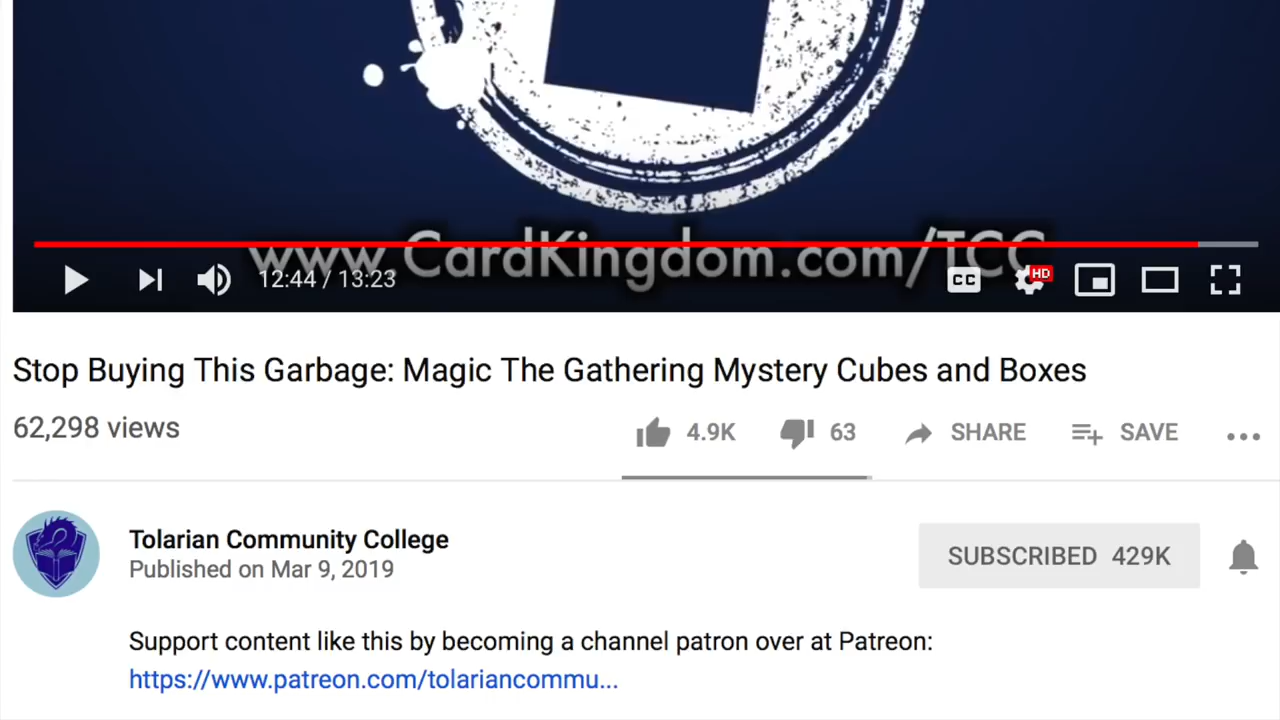 www.CardKingdom.com/TCC
12:44 / 13:23
CC
HD
Stop Buying This Garbage: Magic The Gathering Mystery Cubes and Boxes
62,298 views
4.9K
63
SHARE
SAVE
Tolarian Community College
Published on Mar 9, 2019
SUBSCRIBED 429K
Support content like this by becoming a channel patron over at Patreon:
https://www.patreon.com/tolariancommu...